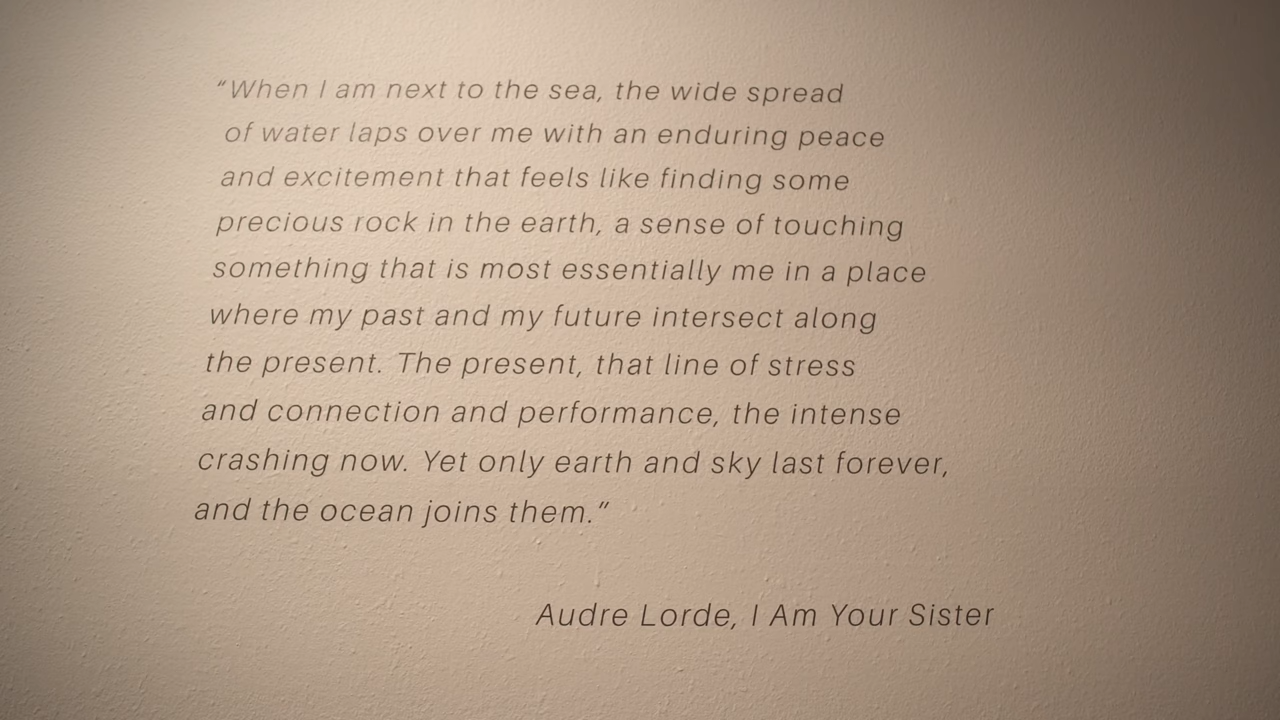 “When I am next to the sea, the wide spread
of water laps over me with an enduring peace
and excitement that feels like finding some
precious rock in the earth, a sense of touching
something that is most essentially me in a place
where my past and my future intersect along
the present. The present, that line of stress
and connection and performance, the intense
crashing now. Yet only earth and sky last forever,
and the ocean joins them.”
Audre Lorde, I Am Your Sister